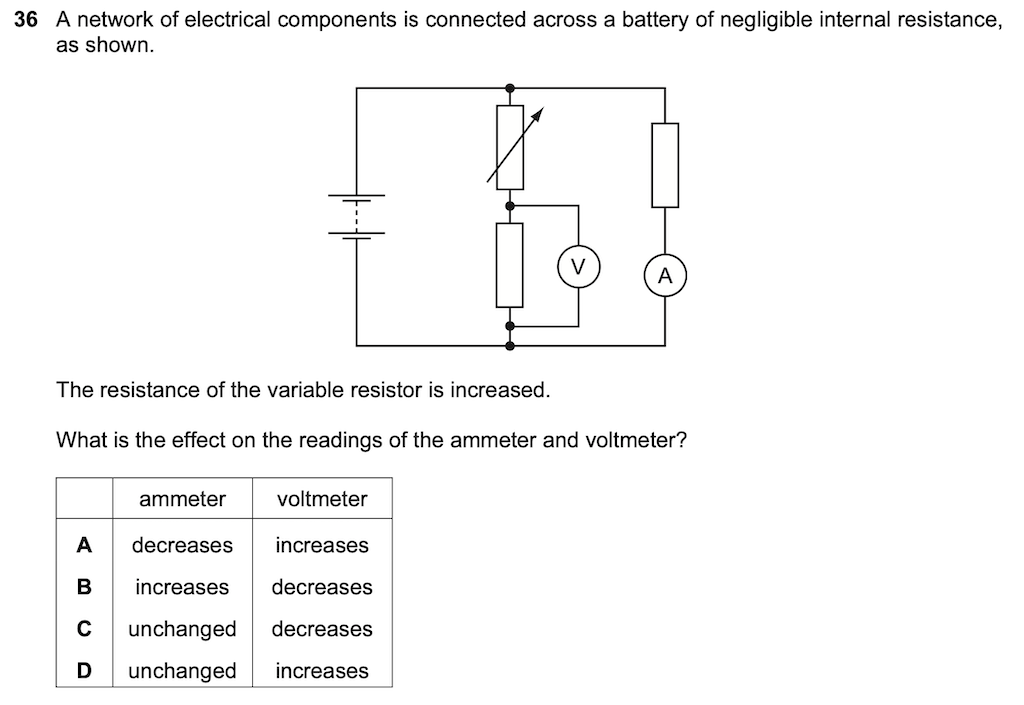 36 A network of electrical components is connected across a battery of negligible internal resistance,
as shown.
V
A
The resistance of the variable resistor is increased.
What is the effect on the readings of the ammeter and voltmeter?
ammeter voltmeter
A decreases increases
B increases decreases
C unchanged decreases
D unchanged increases